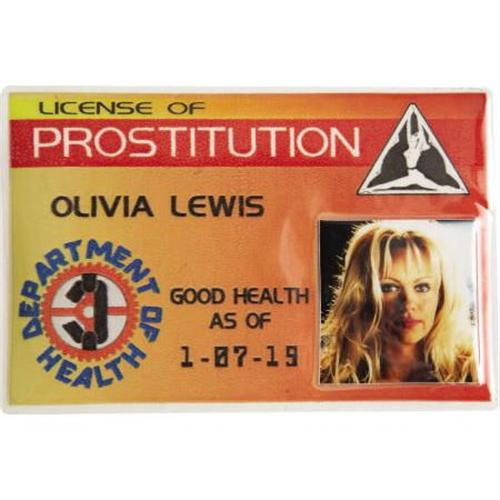 LICENSE OF
PROSTITUTION
OLIVIA LEWIS
DEPARTMENT OF
HEALTH
GOOD HEALTH
AS OF
1-07-19